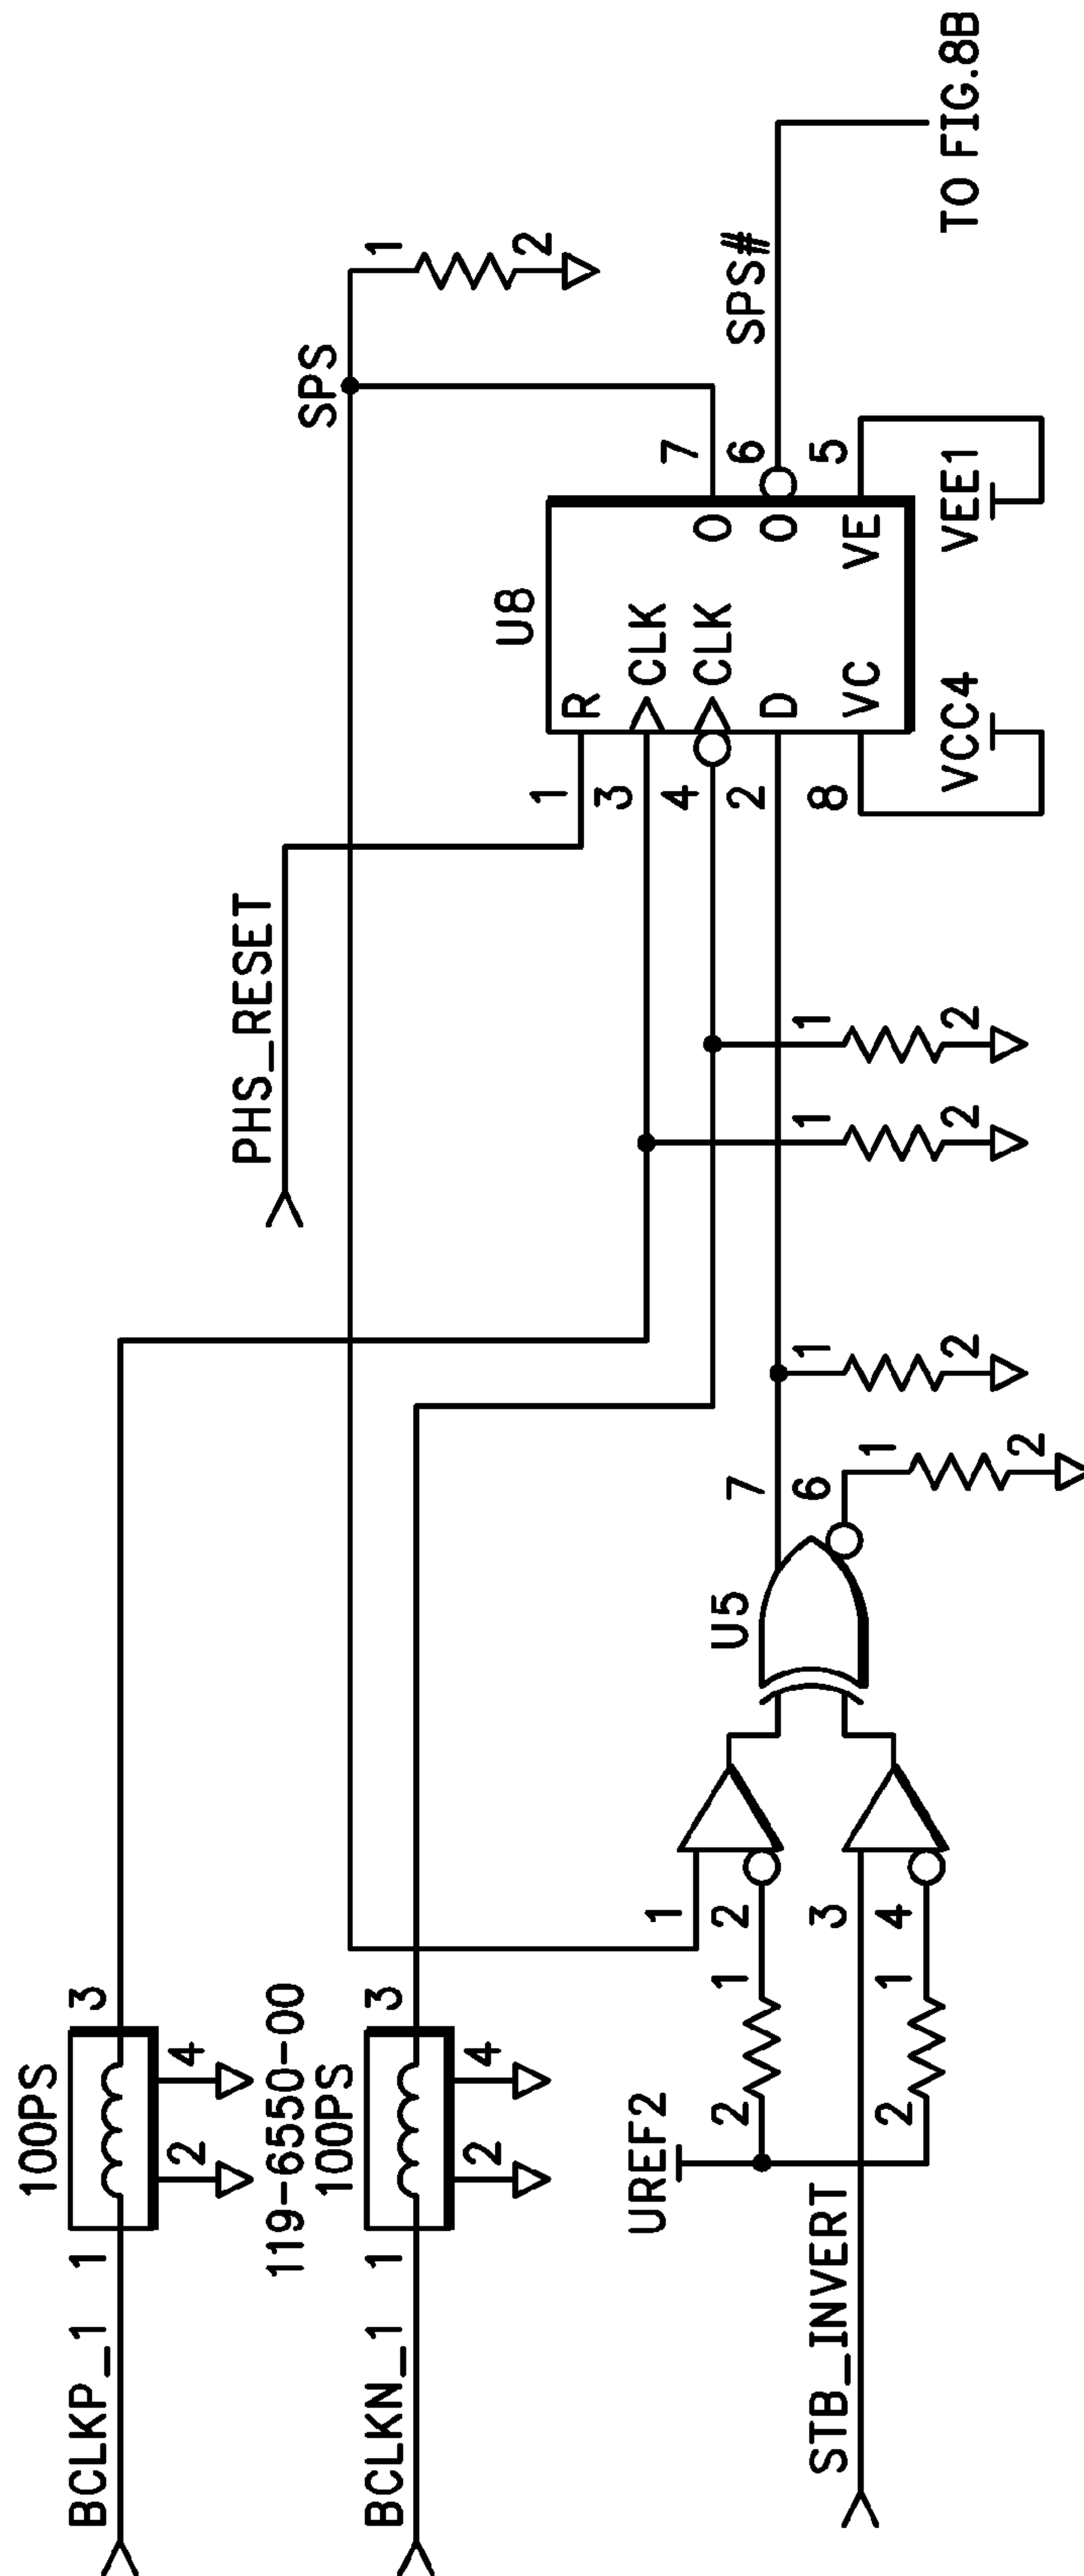 100PS
BCLKP_1 1 3
2 4
119-6550-00
100PS
BCLKN_1 1 3
2 4
PHS_RESET
SPS
1
2
U8
1 R
3 CLK
4 CLK
2 D
8 VC
O 7
O 6
VE 5
VCC4
VEE1
SPS#
TO FIG.8B
UREF2
2 1
2 1
STB_INVERT
1
2
3
4
U5
7
6
1
2
1
2
1
2
1
2